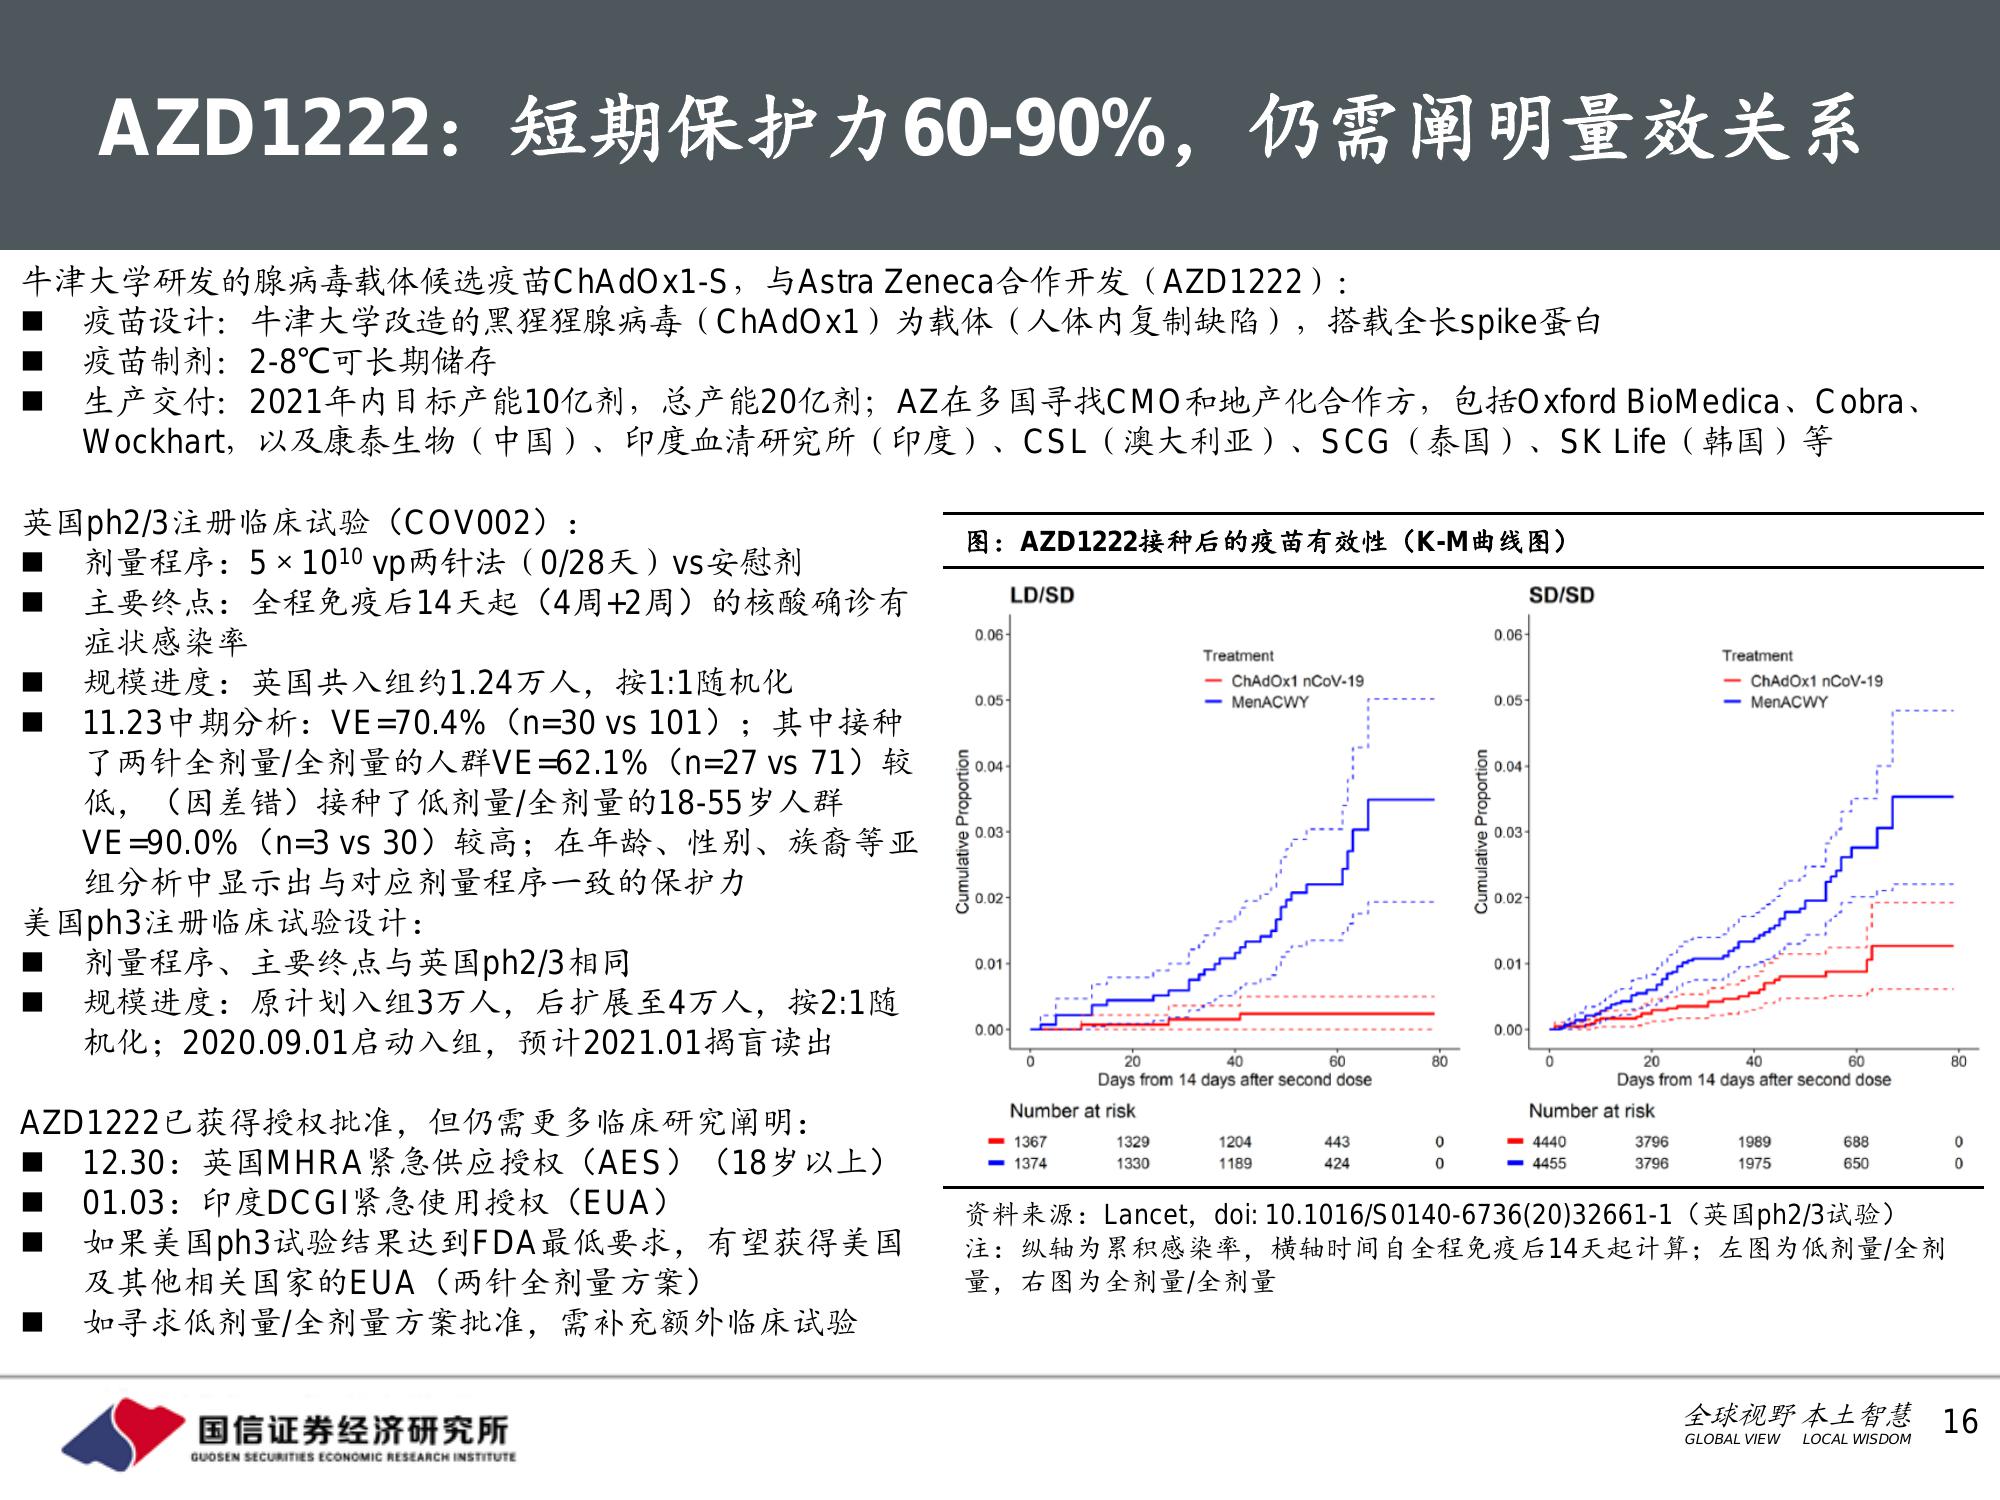 AZD1222：短期保护力60-90%，仍需阐明量效关系
牛津大学研发的腺病毒载体候选疫苗ChAdOx1-S，与Astra Zeneca合作开发（AZD1222）：
■ 疫苗设计：牛津大学改造的黑猩猩腺病毒（ChAdOx1）为载体（人体内复制缺陷），搭载全长spike蛋白
■ 疫苗制剂：2-8℃可长期储存
■ 生产交付：2021年内目标产能10亿剂，总产能20亿剂；AZ在多国寻找CMO和地产化合作方，包括Oxford BioMedica、Cobra、
Wockhart，以及康泰生物（中国）、印度血清研究所（印度）、CSL（澳大利亚）、SCG（泰国）、SK Life（韩国）等
英国ph2/3注册临床试验（COV002）：
■ 剂量程序：5 × 10¹⁰ vp两针法（0/28天）vs安慰剂
■ 主要终点：全程免疫后14天起（4周+2周）的核酸确诊有
症状感染率
■ 规模进度：英国共入组约1.24万人，按1:1随机化
■ 11.23中期分析：VE=70.4%（n=30 vs 101）；其中接种
了两针全剂量/全剂量的人群VE=62.1%（n=27 vs 71）较
低，（因差错）接种了低剂量/全剂量的18-55岁人群
VE=90.0%（n=3 vs 30）较高；在年龄、性别、族裔等亚
组分析中显示出与对应剂量程序一致的保护力
美国ph3注册临床试验设计：
■ 剂量程序、主要终点与英国ph2/3相同
■ 规模进度：原计划入组3万人，后扩展至4万人，按2:1随
机化；2020.09.01启动入组，预计2021.01揭盲读出
AZD1222已获得授权批准，但仍需更多临床研究阐明：
■ 12.30：英国MHRA紧急供应授权（AES）（18岁以上）
■ 01.03：印度DCGI紧急使用授权（EUA）
■ 如果美国ph3试验结果达到FDA最低要求，有望获得美国
及其他相关国家的EUA（两针全剂量方案）
■ 如寻求低剂量/全剂量方案批准，需补充额外临床试验
图：AZD1222接种后的疫苗有效性（K-M曲线图）
LD/SD
Treatment
ChAdOx1 nCoV-19
MenACWY
Cumulative Proportion
0.06
0.05
0.04
0.03
0.02
0.01
0.00
0 20 40 60 80
Days from 14 days after second dose
Number at risk
1367 1329 1204 443 0
1374 1330 1189 424 0
SD/SD
Treatment
ChAdOx1 nCoV-19
MenACWY
Cumulative Proportion
0.06
0.05
0.04
0.03
0.02
0.01
0.00
0 20 40 60 80
Days from 14 days after second dose
Number at risk
4440 3796 1989 688 0
4455 3796 1975 650 0
资料来源：Lancet，doi: 10.1016/S0140-6736(20)32661-1（英国ph2/3试验）
注：纵轴为累积感染率，横轴时间自全程免疫后14天起计算；左图为低剂量/全剂
量，右图为全剂量/全剂量
国信证券经济研究所
GUOSEN SECURITIES ECONOMIC RESEARCH INSTITUTE
全球视野 本土智慧
GLOBAL VIEW LOCAL WISDOM
16